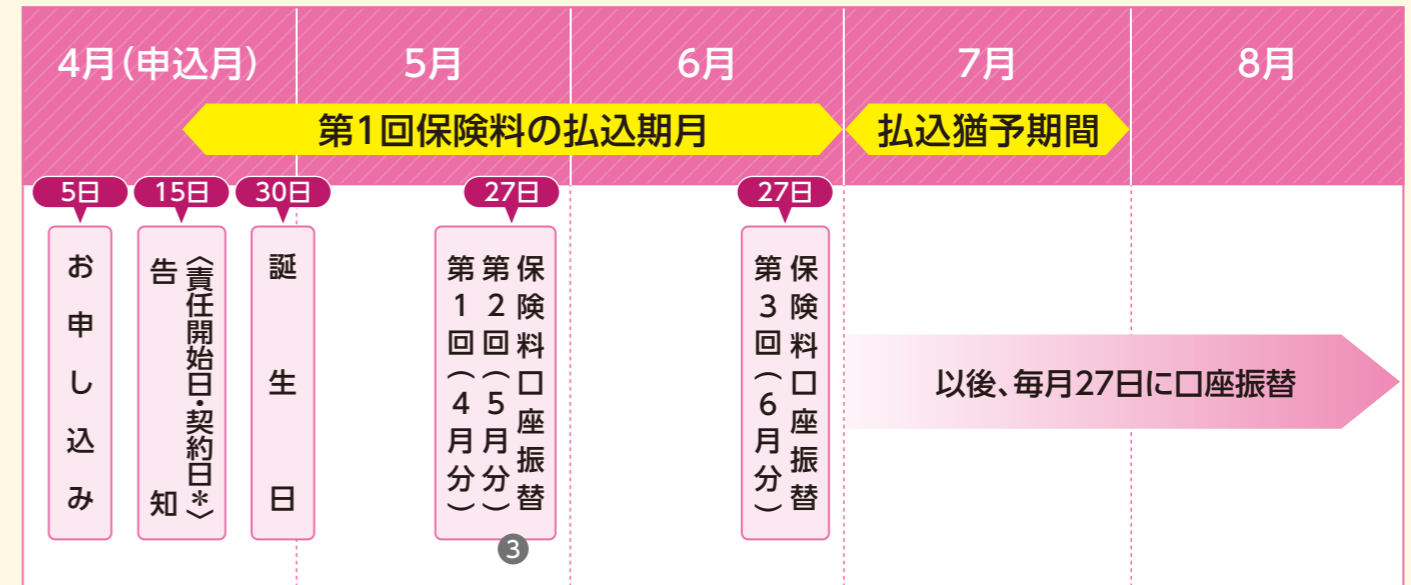 4月(申込月)
5月
6月
7月
8月
第1回保険料の払込期月
払込猶予期間
5日
15日
30日
27日
27日
お申し込み
告知
〈責任開始日・契約日*〉
誕生日
保険料口座振替
第2回(5月分)
第1回(4月分)
3
保険料口座振替
第3回(6月分)
以後、毎月27日に口座振替